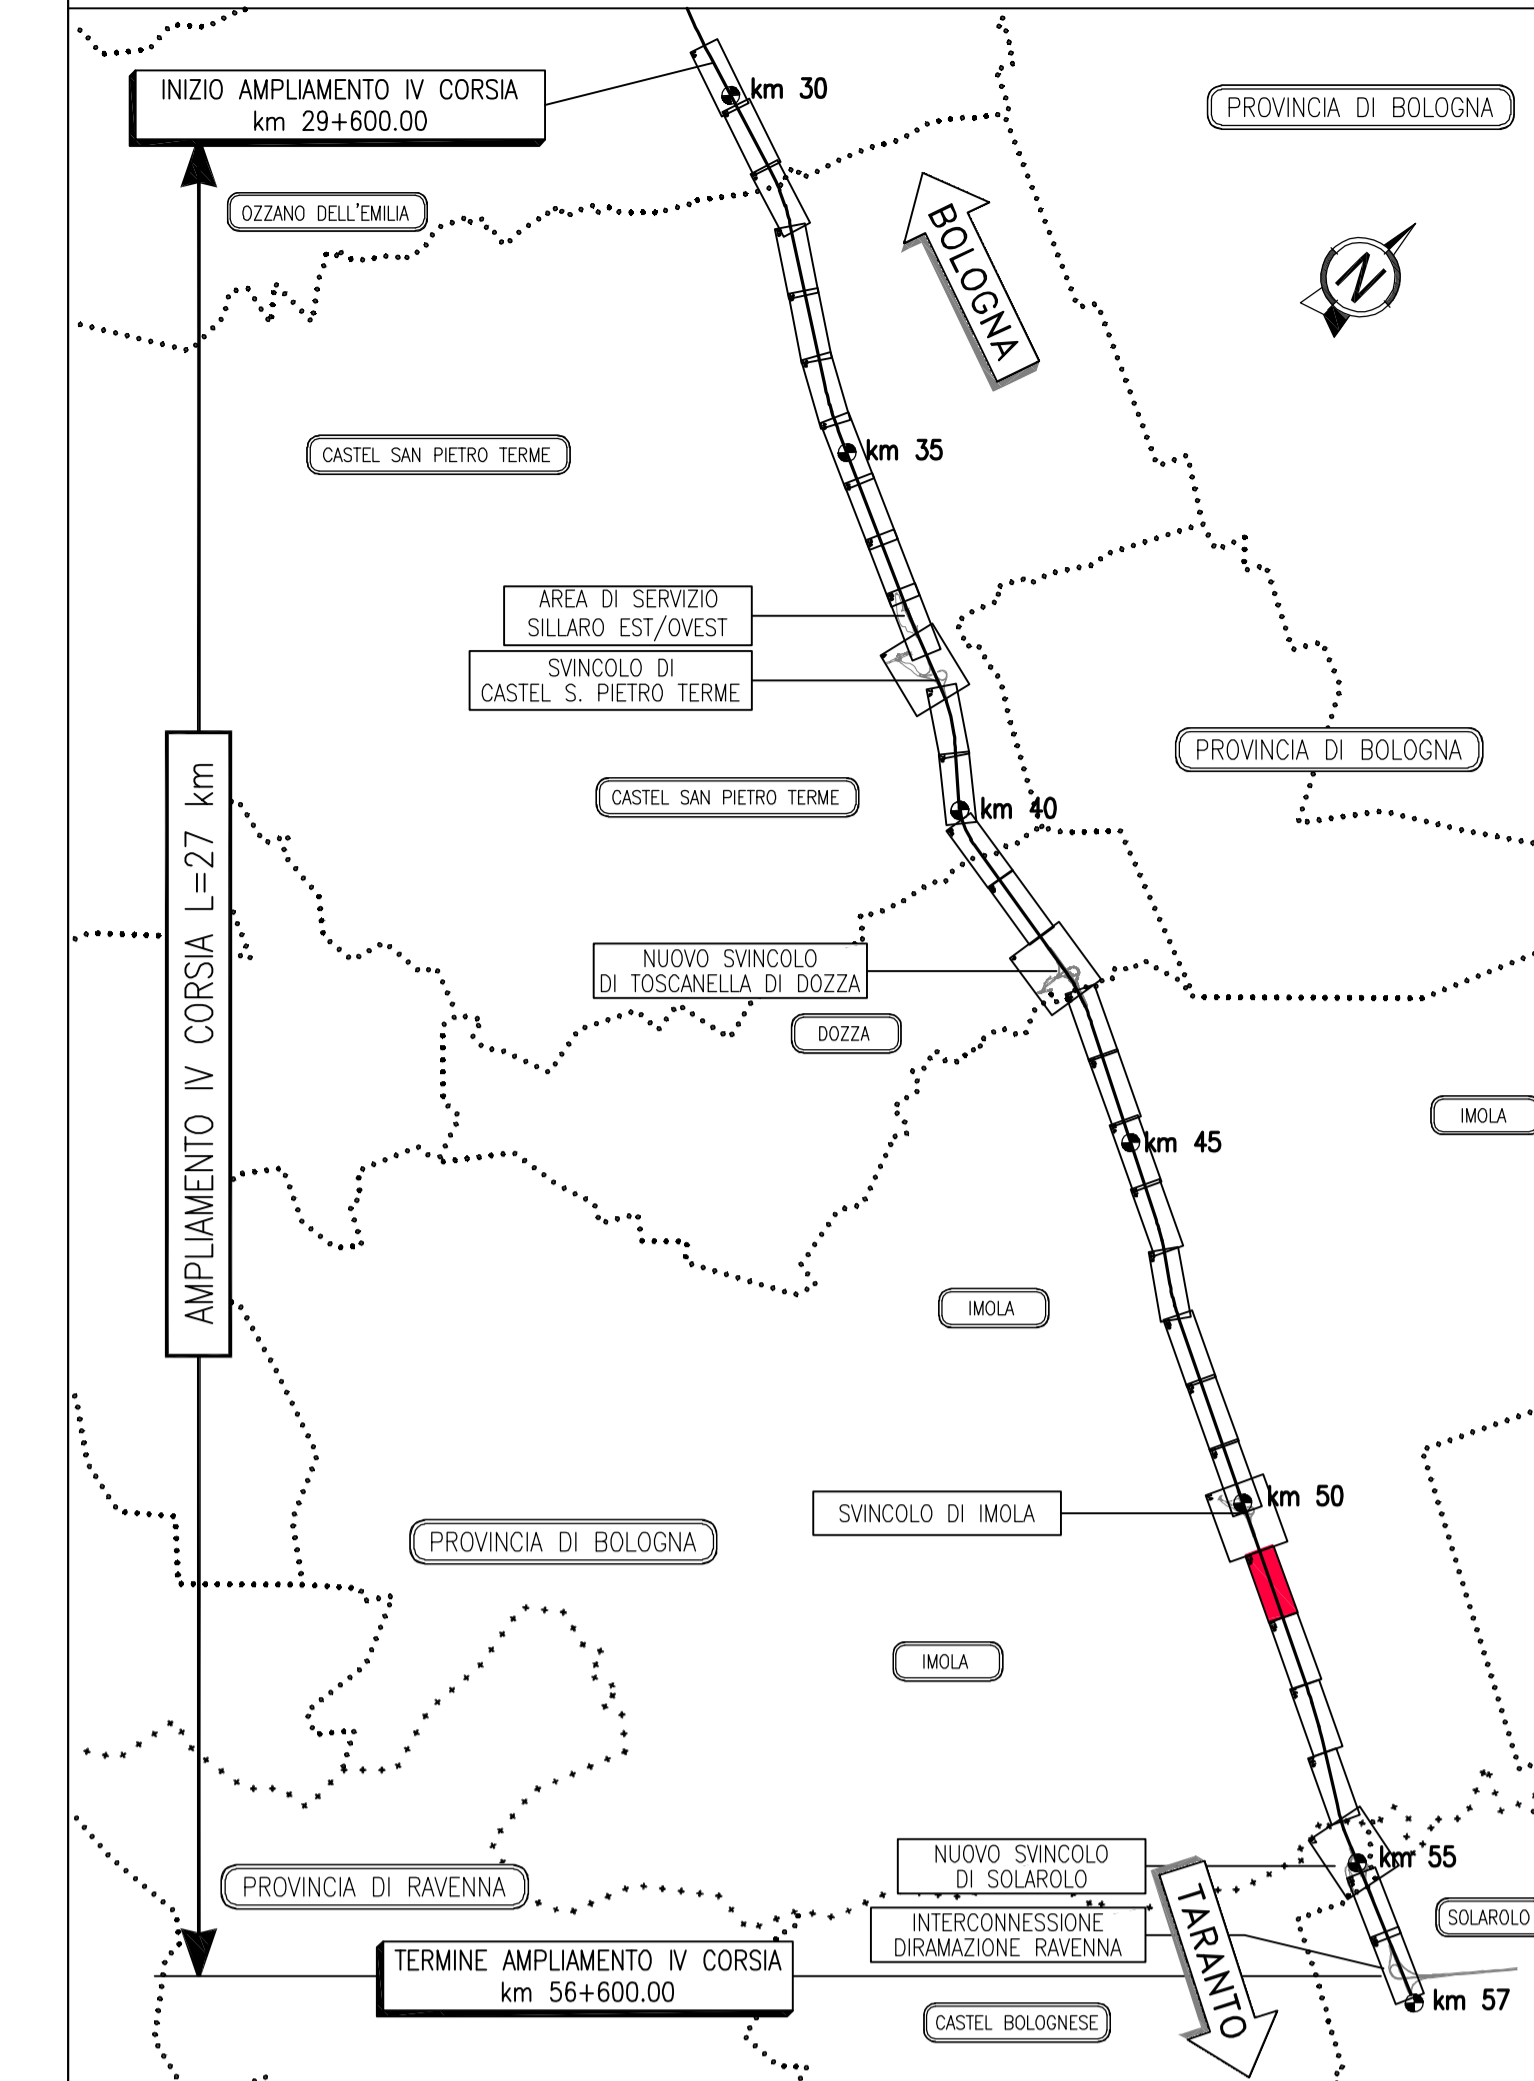 INIZIO AMPLIAMENTO IV CORSIA
km 29+600.00
km 30
PROVINCIA DI BOLOGNA
OZZANO DELL'EMILIA
BOLOGNA
N
CASTEL SAN PIETRO TERME
km 35
AREA DI SERVIZIO
SILLARO EST/OVEST
SVINCOLO DI
CASTEL S. PIETRO TERME
PROVINCIA DI BOLOGNA
CASTEL SAN PIETRO TERME
km 40
AMPLIAMENTO IV CORSIA L=27 km
NUOVO SVINCOLO
DI TOSCANELLA DI DOZZA
DOZZA
IMOLA
km 45
IMOLA
km 50
SVINCOLO DI IMOLA
PROVINCIA DI BOLOGNA
IMOLA
NUOVO SVINCOLO
DI SOLAROLO
km 55
PROVINCIA DI RAVENNA
SOLAROLO
INTERCONNESSIONE
DIRAMAZIONE RAVENNA
TARANTO
TERMINE AMPLIAMENTO IV CORSIA
km 56+600.00
km 57
CASTEL BOLOGNESE